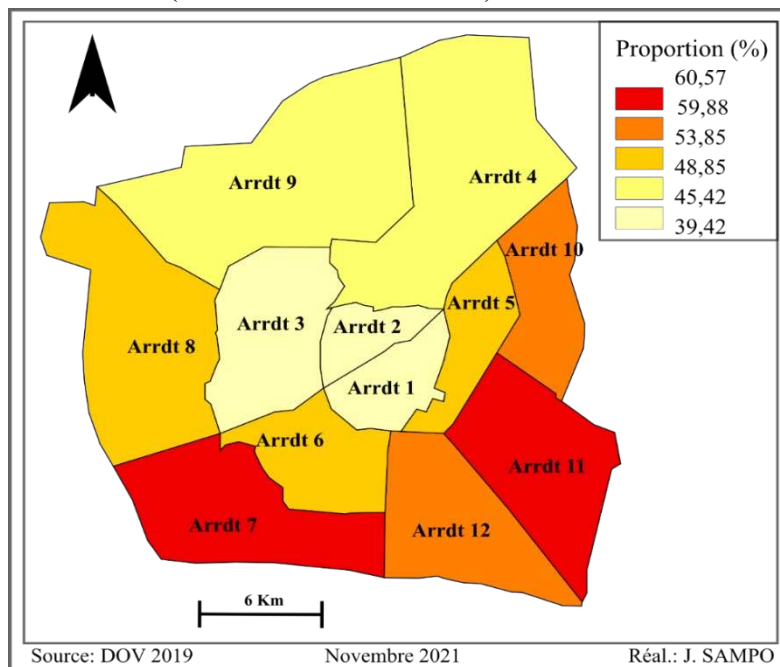 Proportion (%)
60,57
59,88
53,85
48,85
45,42
39,42
Arrdt 9
Arrdt 4
Arrdt 10
Arrdt 5
Arrdt 2
Arrdt 3
Arrdt 8
Arrdt 1
Arrdt 6
Arrdt 11
Arrdt 7
Arrdt 12
6 Km
Source: DOV 2019 Novembre 2021 Réal.: J. SAMPO